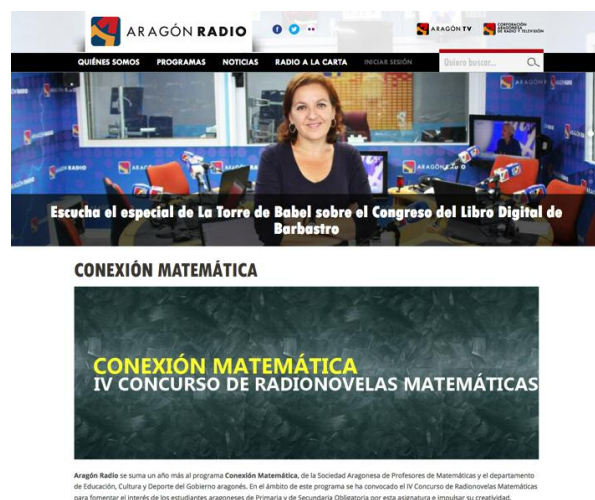 ARAGÓN RADIO
ARAGÓN TV
CORPORACIÓN
ARAGONESA
DE RADIO Y TELEVISIÓN
QUIÉNES SOMOS PROGRAMAS NOTICIAS RADIO A LA CARTA INICIAR SESIÓN Quiero buscar...
Escucha el especial de La Torre de Babel sobre el Congreso del Libro Digital de
Barbastro
CONEXIÓN MATEMÁTICA
CONEXIÓN MATEMÁTICA
IV CONCURSO DE RADIONOVELAS MATEMÁTICAS
Aragón Radio se suma un año más al programa Conexión Matemática, de la Sociedad Aragonesa de Profesores de Matemáticas y el departamento
de Educación, Cultura y Deporte del Gobierno aragonés. En el ámbito de este programa se ha convocado el IV Concurso de Radionovelas Matemáticas
para fomentar el interés de los estudiantes aragoneses de Primaria y de Secundaria Obligatoria por esta asignatura e impulsar su creatividad.